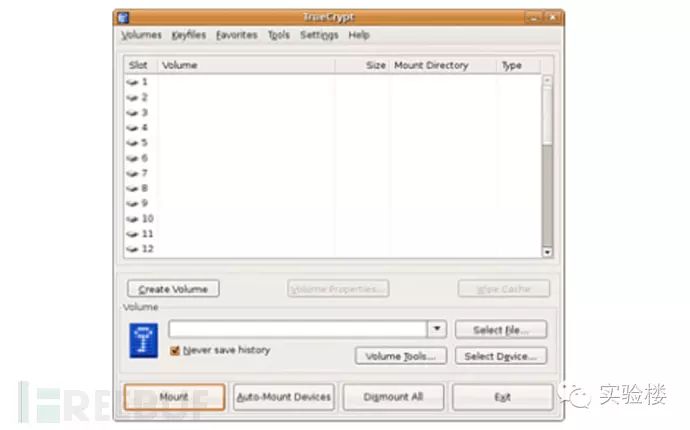 TrueCrypt
Volumes Keyfiles Favorites Tools Settings Help
Slot Volume Size Mount Directory Type
1
2
3
4
5
6
7
8
9
10
11
12
Create Volume Volume Properties... Wipe Cache
Volume
Select File...
Never save history
Volume Tools... Select Device...
Mount Auto-Mount Devices Dismount All Exit
FREEBUF
实验楼